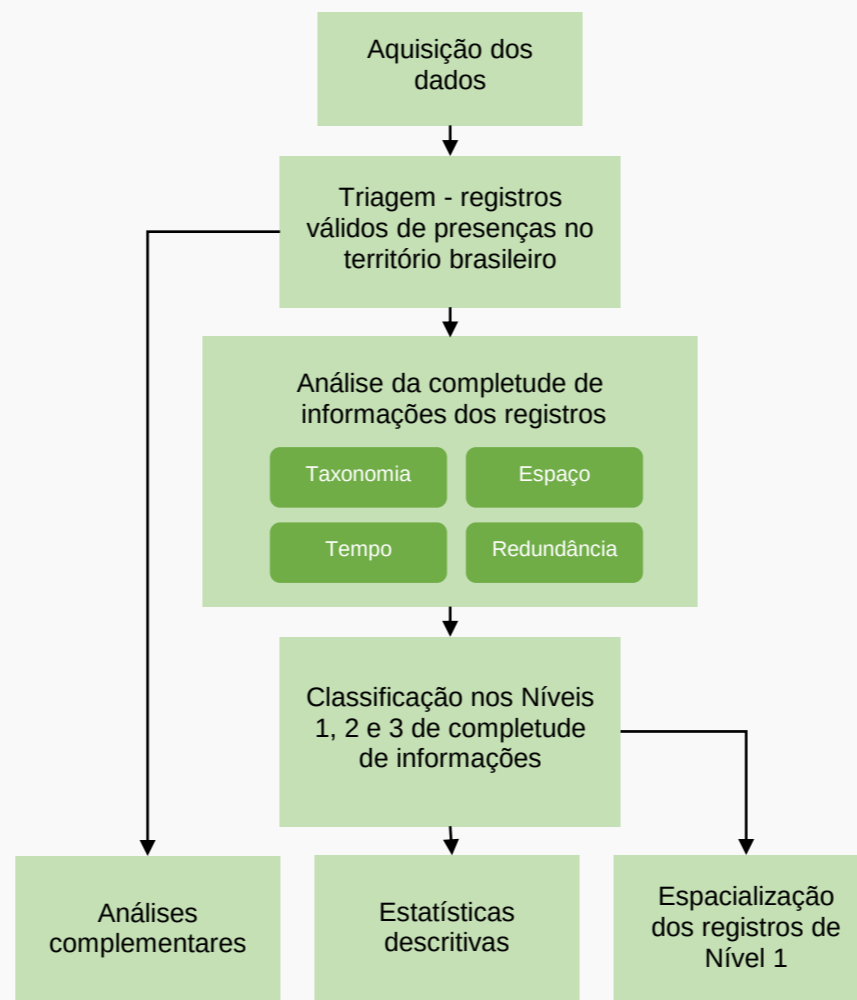 Aquisição dos
dados
Triagem - registros
válidos de presenças no
território brasileiro
Análise da completude de
informações dos registros
Taxonomia
Espaço
Tempo
Redundância
Classificação nos Níveis
1, 2 e 3 de completude
de informações
Análises
complementares
Estatísticas
descritivas
Espacialização
dos registros de
Nível 1